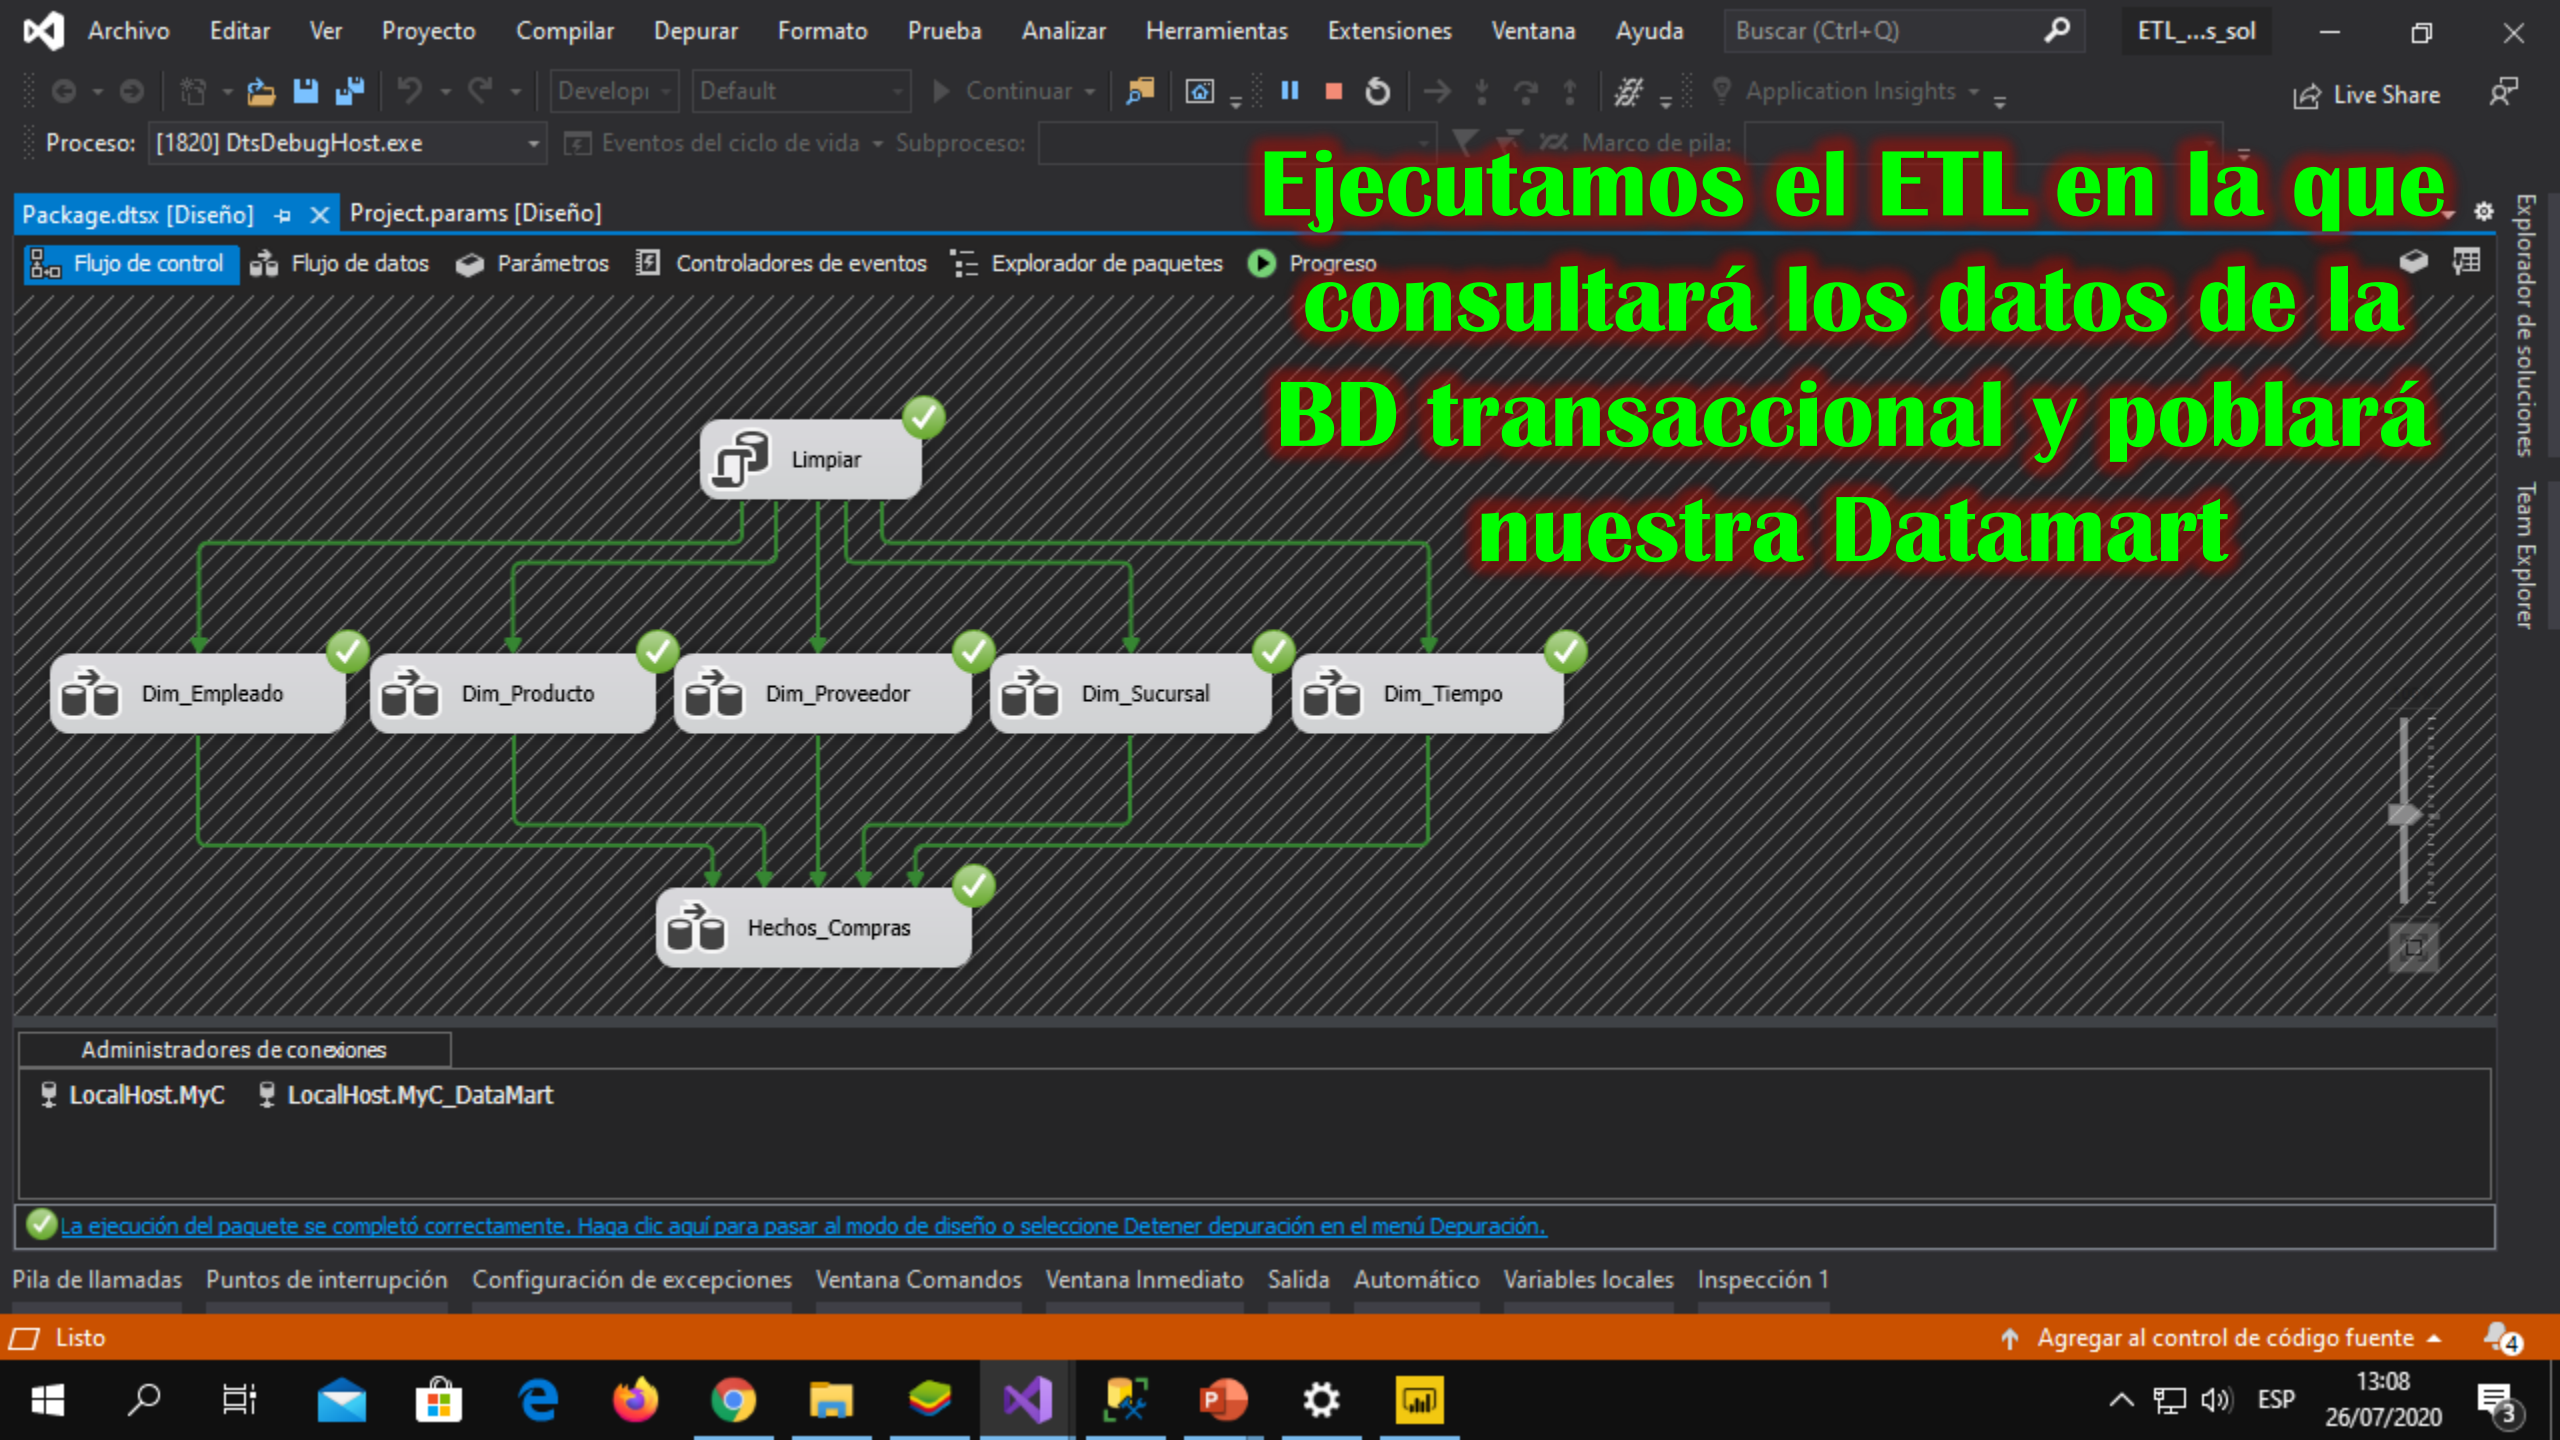 Archivo Editar Ver Proyecto Compilar Depurar Formato Prueba Analizar Herramientas Extensiones Ventana Ayuda Buscar (Ctrl+Q) ETL_...s_sol
Developi Default Continuar Application Insights Live Share
Proceso: [1820] DtsDebugHost.exe Eventos del ciclo de vida Subproceso: Marco de pila:
Package.dtsx [Diseño] Project.params [Diseño]
Flujo de control Flujo de datos Parámetros Controladores de eventos Explorador de paquetes Progreso
Ejecutamos el ETL en la que
consultará los datos de la
BD transaccional y poblará
nuestra Datamart
Explorador de soluciones
Team Explorer
Limpiar
Dim_Empleado Dim_Producto Dim_Proveedor Dim_Sucursal Dim_Tiempo
Hechos_Compras
Administradores de conexiones
LocalHost.MyC LocalHost.MyC_DataMart
La ejecución del paquete se completó correctamente. Haga clic aquí para pasar al modo de diseño o seleccione Detener depuración en el menú Depuración.
Pila de llamadas Puntos de interrupción Configuración de excepciones Ventana Comandos Ventana Inmediato Salida Automático Variables locales Inspección 1
Listo Agregar al control de código fuente 4
ESP 13:08
26/07/2020 3